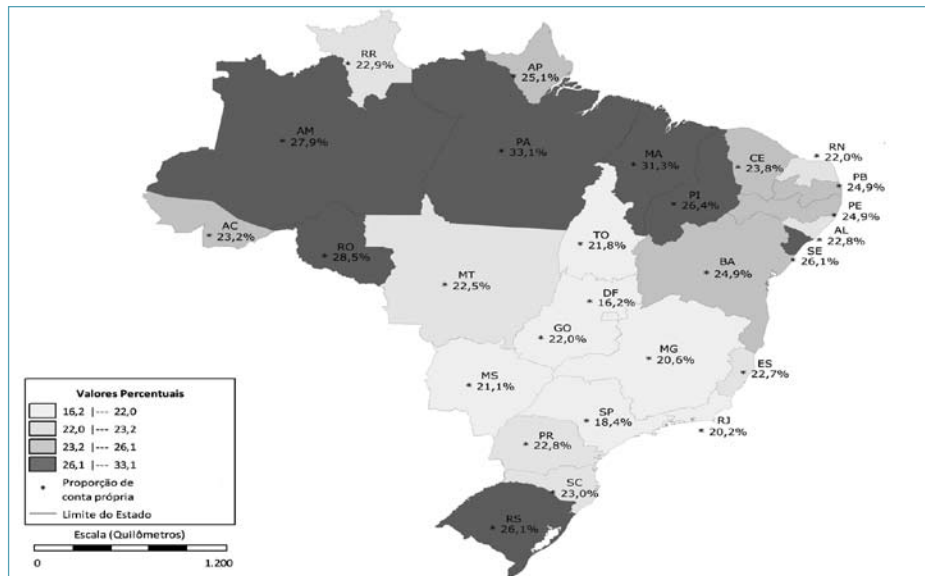 RR
22,9%
AP
25,1%
AM
27,9%
PA
33,1%
MA
31,3%
CE
23,8%
RN
22,0%
PB
24,9%
PI
26,4%
PE
24,9%
AC
23,2%
AL
22,8%
TO
21,8%
RO
28,5%
SE
26,1%
BA
24,9%
MT
22,5%
DF
16,2%
GO
22,0%
MG
20,6%
ES
22,7%
MS
21,1%
SP
18,4%
RJ
20,2%
PR
22,8%
SC
23,0%
RS
26,1%
Valores Percentuais
16,2 |--- 22,0
22,0 |--- 23,2
23,2 |--- 26,1
26,1 |--- 33,1
Proporção de
conta própria
Limite do Estado
Escala (Quilômetros)
0 1.200